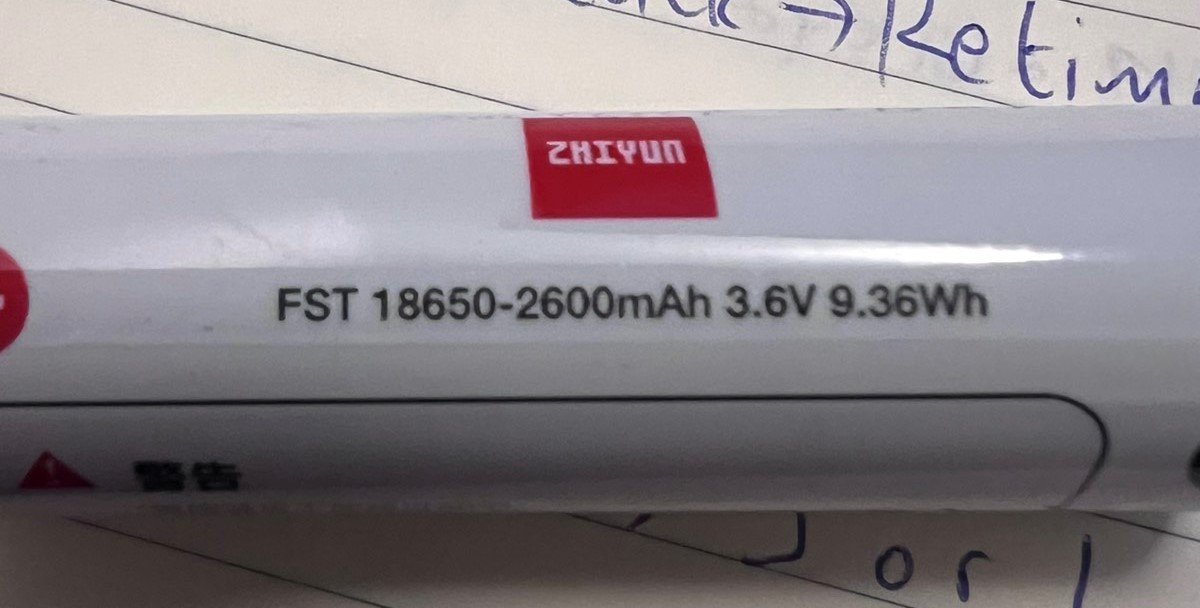 → Retim
ZHIYUN
FST 18650-2600mAh 3.6V 9.36Wh
警告
or